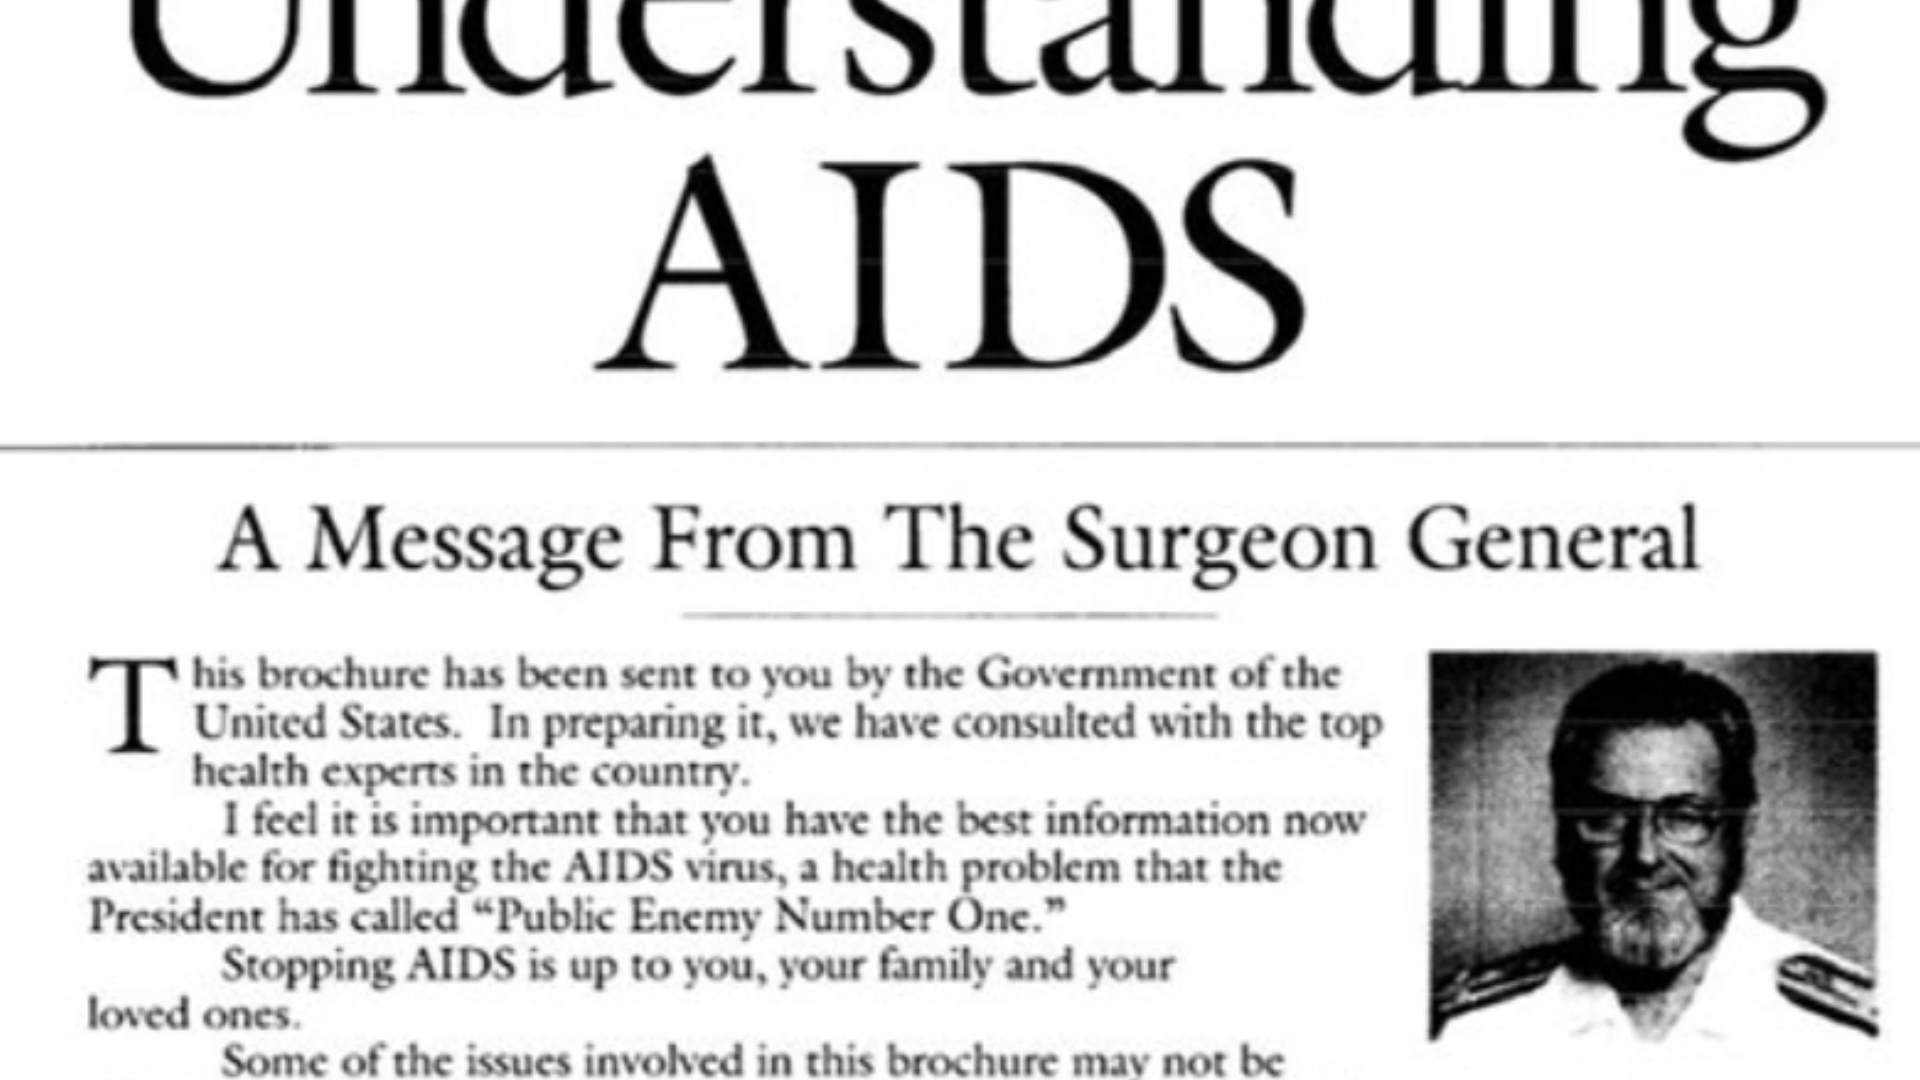 Understanding
AIDS
A Message From The Surgeon General
This brochure has been sent to you by the Government of the
United States. In preparing it, we have consulted with the top
health experts in the country.
I feel it is important that you have the best information now
available for fighting the AIDS virus, a health problem that the
President has called “Public Enemy Number One.”
Stopping AIDS is up to you, your family and your
loved ones.
Some of the issues involved in this brochure may not be